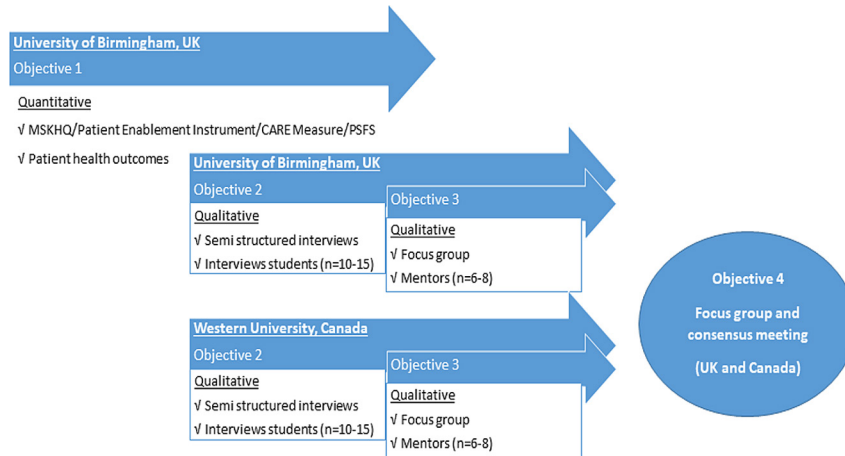 University of Birmingham, UK
Objective 1
Quantitative
√ MSKHQ/Patient Enablement Instrument/CARE Measure/PSFS
√ Patient health outcomes
University of Birmingham, UK
Objective 2
Qualitative
√ Semi structured interviews
√ Interviews students (n=10-15)
Objective 3
Qualitative
√ Focus group
√ Mentors (n=6-8)
Western University, Canada
Objective 2
Qualitative
√ Semi structured interviews
√ Interviews students (n=10-15)
Objective 3
Qualitative
√ Focus group
√ Mentors (n=6-8)
Objective 4
Focus group and
consensus meeting
(UK and Canada)